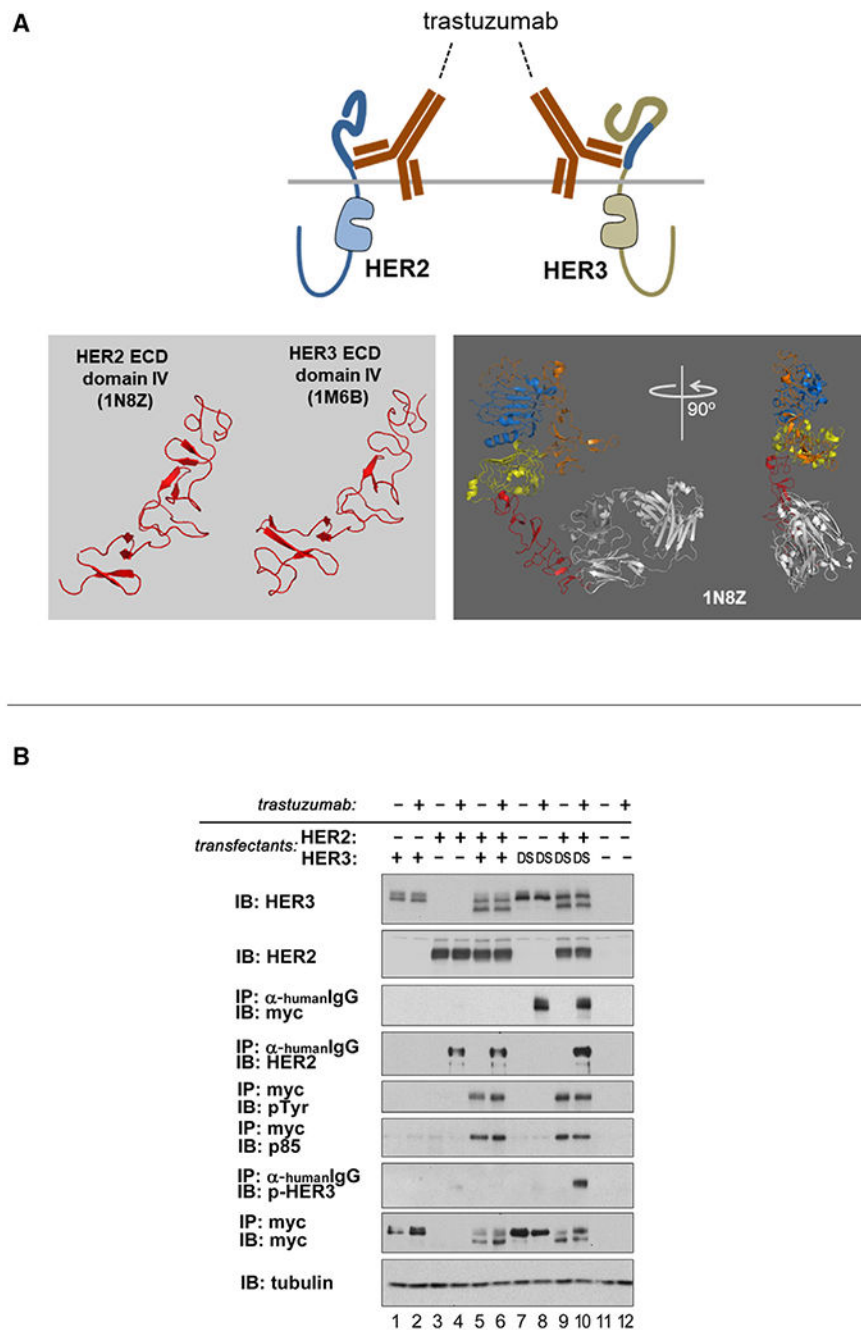 A
trastuzumab
HER2
HER3
HER2 ECD
domain IV
(1N8Z)
HER3 ECD
domain IV
(1M6B)
90º
1N8Z
B
trastuzumab: – + – + – + – + – + – +
transfectants: HER2: – – + + + + – – + + – –
HER3: + + – – + + DS DS DS DS – –
IB: HER3
IB: HER2
IP: α-humanIgG
IB: myc
IP: α-humanIgG
IB: HER2
IP: myc
IB: pTyr
IP: myc
IB: p85
IP: α-humanIgG
IB: p-HER3
IP: myc
IB: myc
IB: tubulin
1 2 3 4 5 6 7 8 9 10 11 12